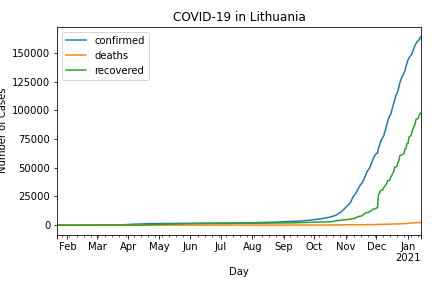 COVID-19 in Lithuania
confirmed
deaths
recovered
150000
125000
100000
75000
50000
25000
0
Number of Cases
Feb Mar Apr May Jun Jul Aug Sep Oct Nov Dec Jan
2021
Day